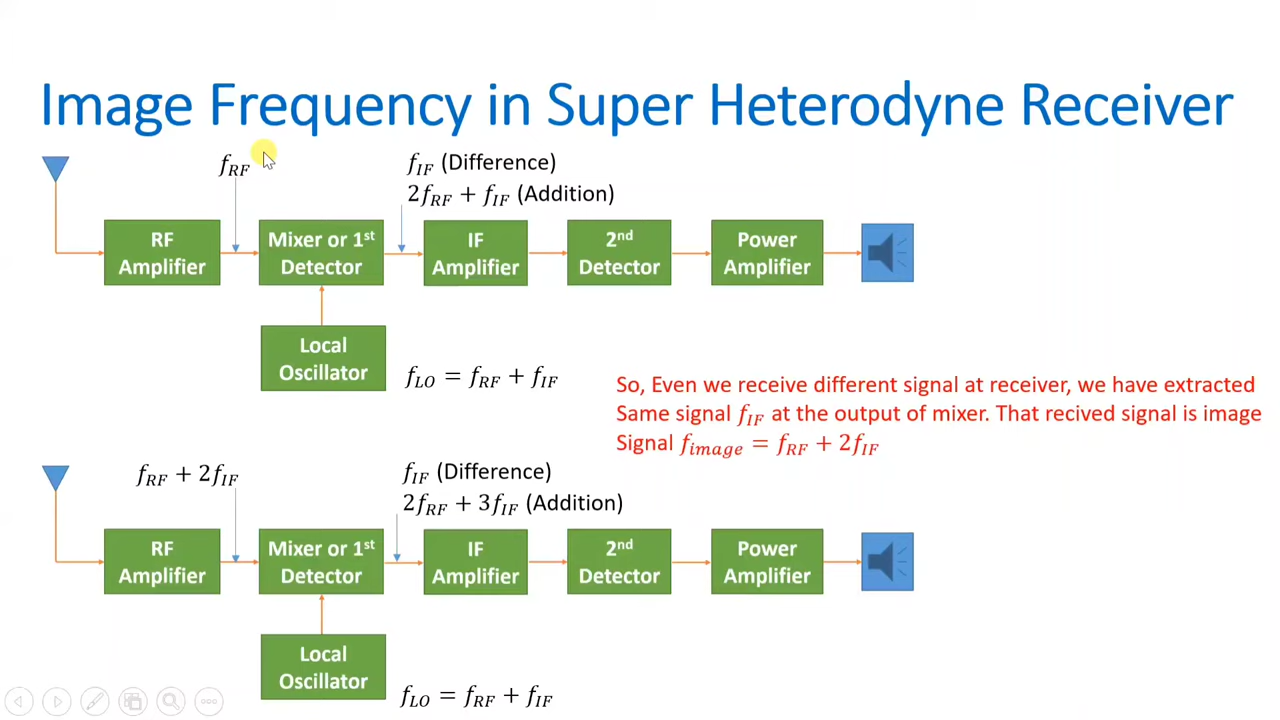 Image Frequency in Super Heterodyne Receiver
f_RF
f_IF (Difference)
2f_RF + f_IF (Addition)
RF
Amplifier
Mixer or 1st
Detector
IF
Amplifier
2nd
Detector
Power
Amplifier
Local
Oscillator
f_LO = f_RF + f_IF
So, Even we receive different signal at receiver, we have extracted
Same signal f_IF at the output of mixer. That recived signal is image
Signal f_image = f_RF + 2f_IF
f_RF + 2f_IF
f_IF (Difference)
2f_RF + 3f_IF (Addition)
RF
Amplifier
Mixer or 1st
Detector
IF
Amplifier
2nd
Detector
Power
Amplifier
Local
Oscillator
f_LO = f_RF + f_IF